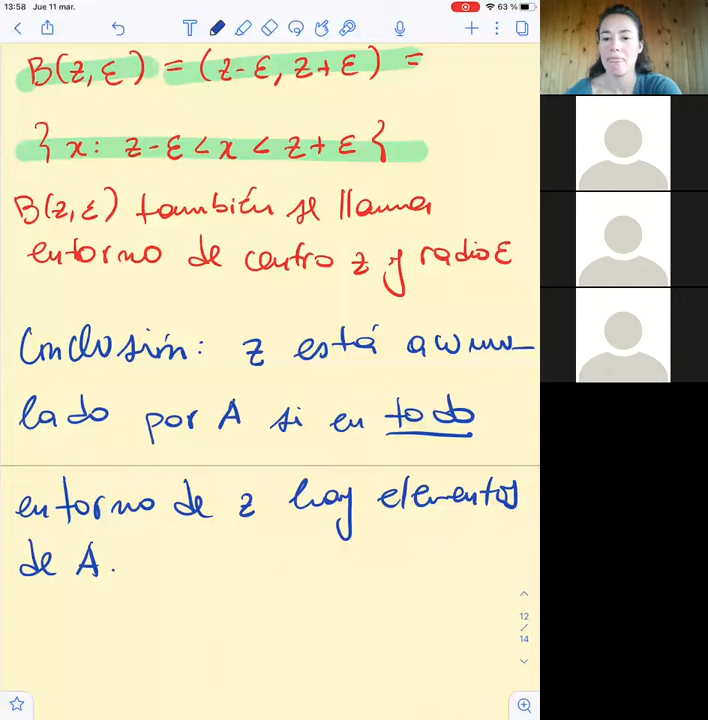 13:58 Jue 11 mar.
63 %
T
B(z, ε) = (z-ε, z+ε) =
} x: z-ε < x < z+ε {
B(z, ε) también se llama
entorno de centro z y radio ε
Conclusión: z está acumu-
lado por A si en todo
entorno de z hay elementos
de A.
12
/
14